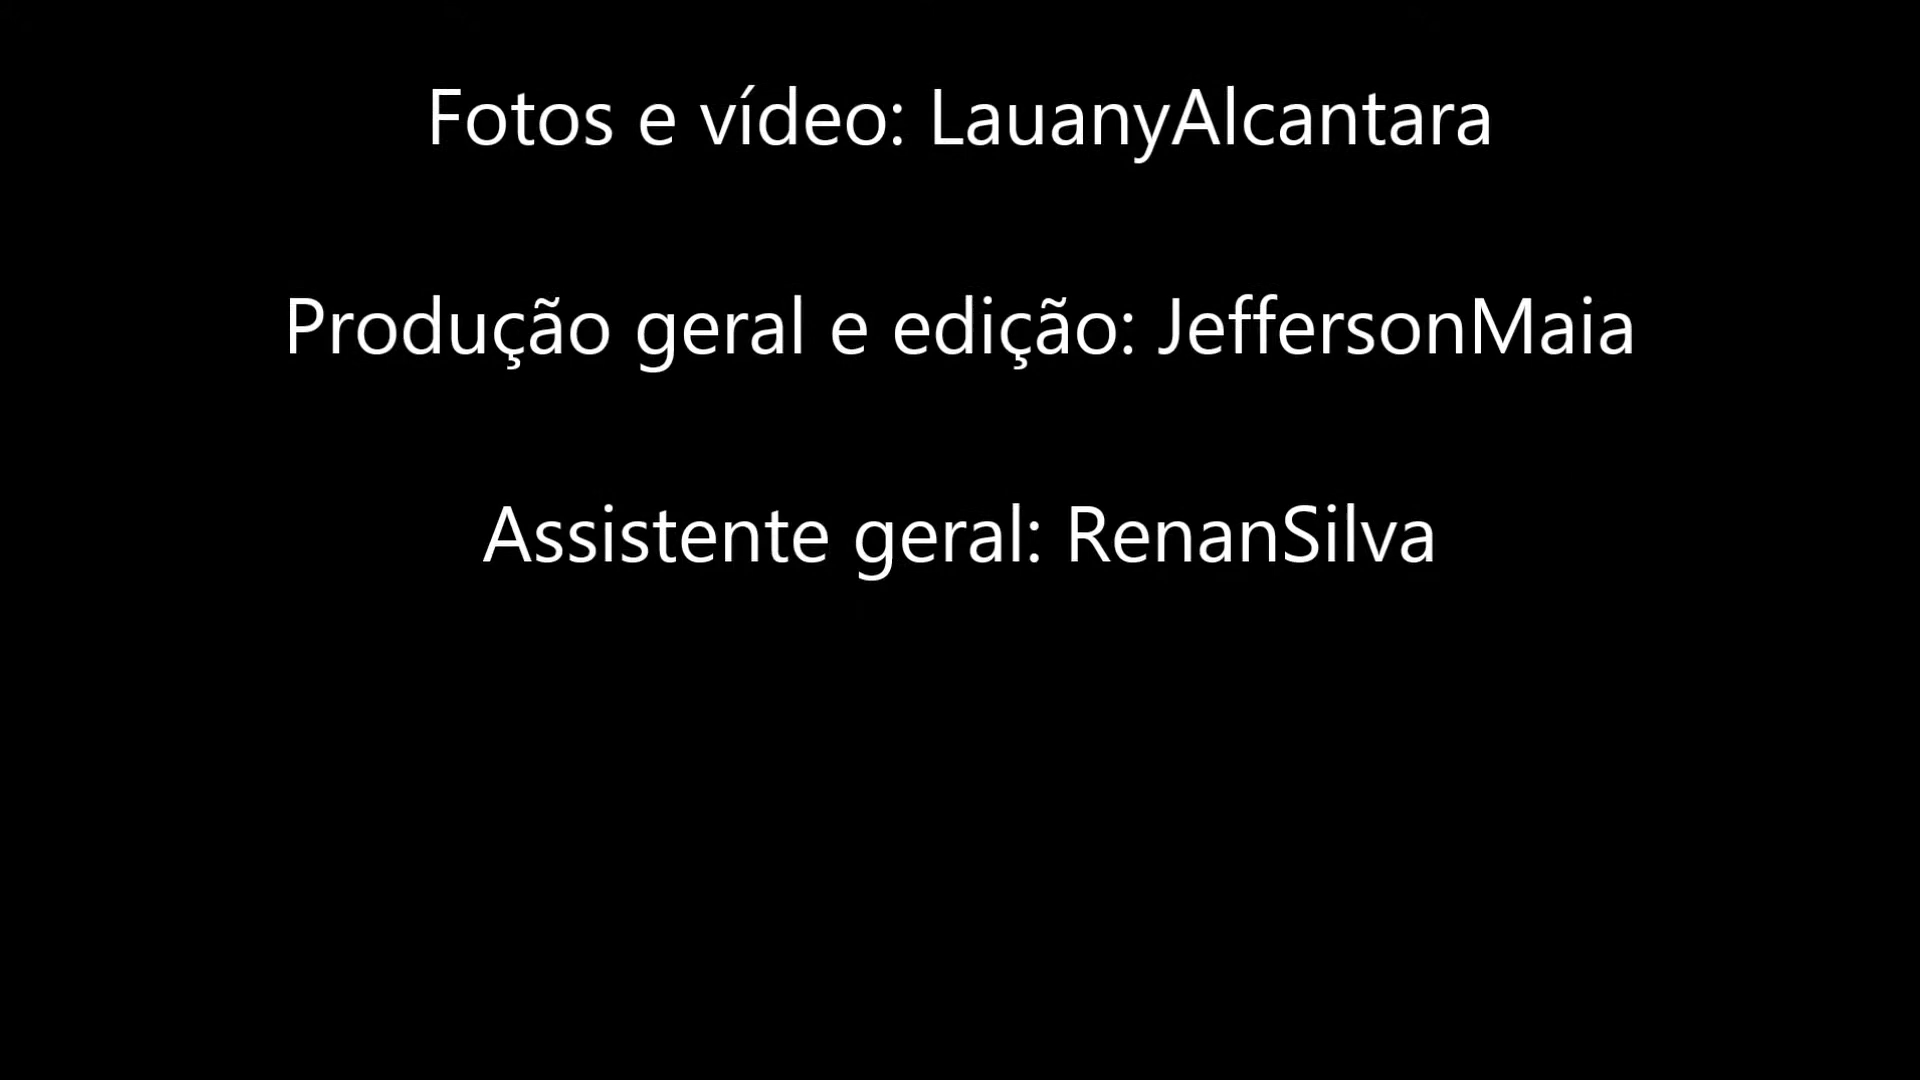 Fotos e vídeo: LauanyAlcantara
Produção geral e edição: JeffersonMaia
Assistente geral: RenanSilva